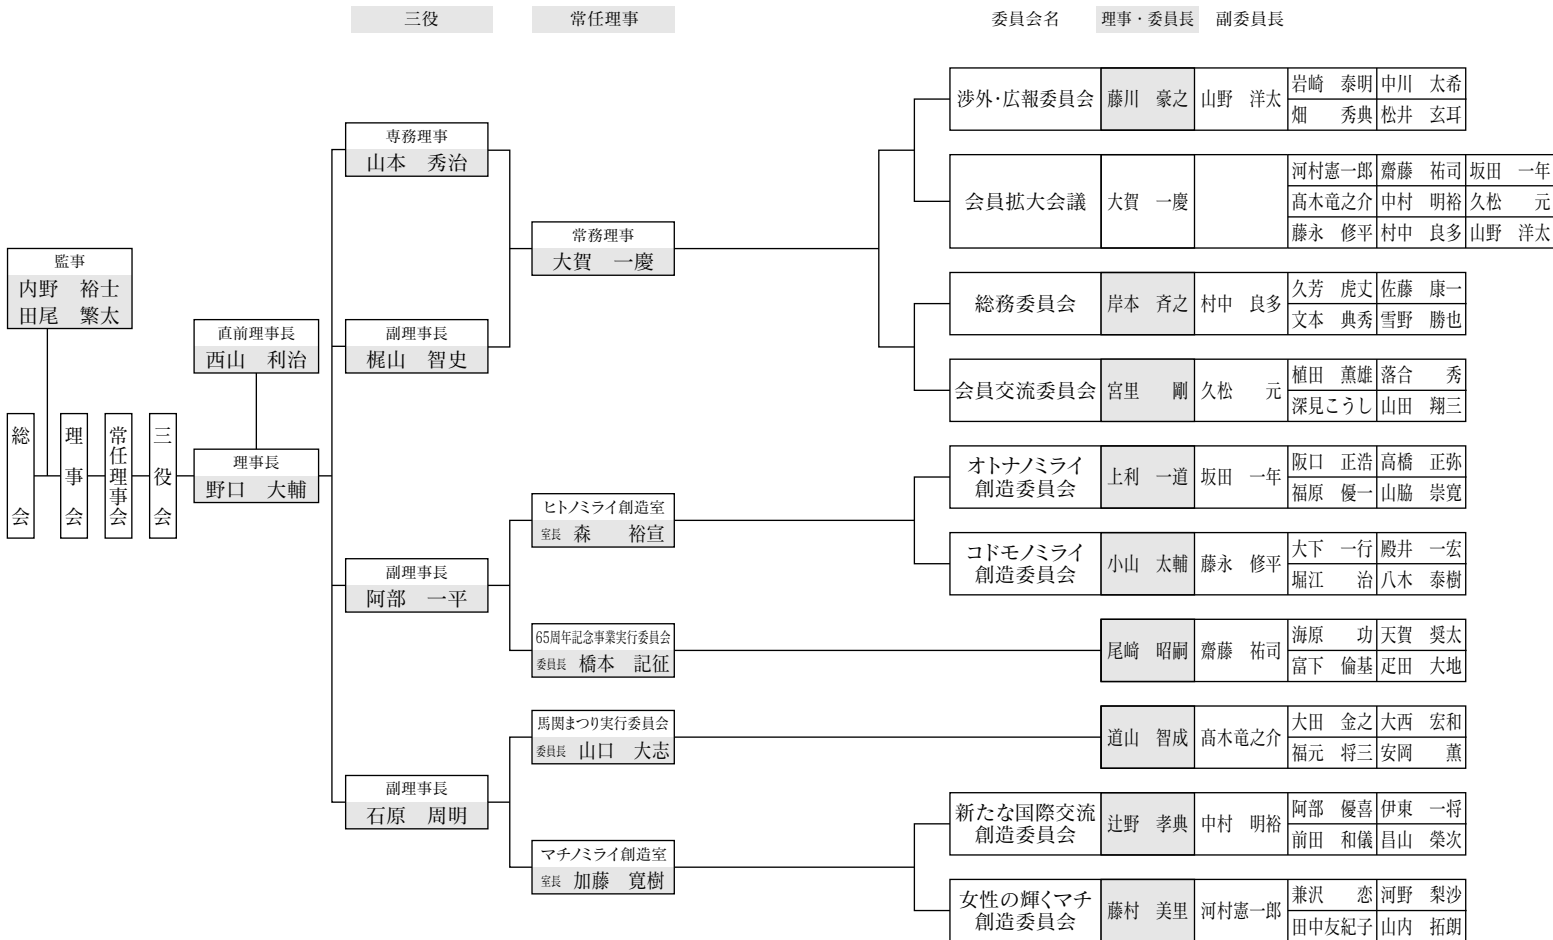 三役　常任理事　委員会名　理事・委員長　副委員長
監事
内野　裕士
田尾　繁太
総会
理事会
常任理事会
三役会
直前理事長
西山　利治
理事長
野口　大輔
専務理事
山本　秀治
副理事長
梶山　智史
副理事長
阿部　一平
副理事長
石原　周明
常務理事
大賀　一慶
ヒトノミライ創造室
室長　森　　裕宣
65周年記念事業実行委員会
委員長　橋本　記征
馬関まつり実行委員会
委員長　山口　大志
マチノミライ創造室
室長　加藤　寛樹
渉外・広報委員会　藤川　豪之　山野　洋太
岩崎　泰明　中川　太希
畑　　秀典　松井　玄耳
会員拡大会議　大賀　一慶
河村憲一郎　齋藤　祐司　坂田　一年
髙木竜之介　中村　明裕　久松　　元
藤永　修平　村中　良多　山野　洋太
総務委員会　岸本　斉之　村中　良多
久芳　虎丈　佐藤　康一
文本　典秀　雪野　勝也
会員交流委員会　宮里　　剛　久松　　元
植田　薫雄　落合　　秀
深見こうし　山田　翔三
オトナノミライ
創造委員会　上利　一道　坂田　一年
阪口　正浩　高橋　正弥
福原　優一　山脇　崇寛
コドモノミライ
創造委員会　小山　太輔　藤永　修平
大下　一行　殿井　一宏
堀江　　治　八木　泰樹
尾﨑　昭嗣　齋藤　祐司
海原　　功　天賀　奨太
富下　倫基　疋田　大地
道山　智成　髙木竜之介
大田　金之　大西　宏和
福元　将三　安岡　　薫
新たな国際交流
創造委員会　辻野　孝典　中村　明裕
阿部　優喜　伊東　一将
前田　和儀　昌山　榮次
女性の輝くマチ
創造委員会　藤村　美里　河村憲一郎
兼沢　　恋　河野　梨沙
田中友紀子　山内　拓朗